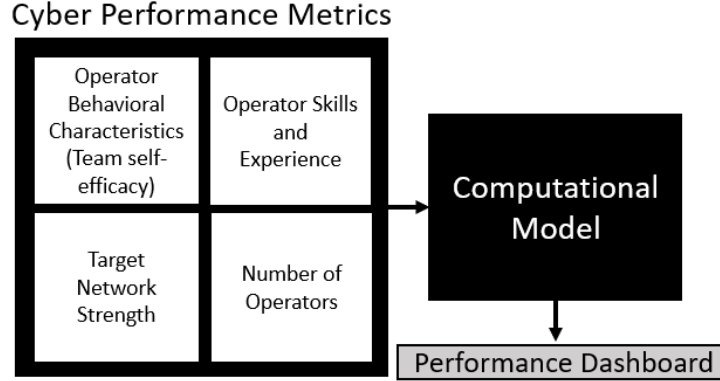 Cyber Performance Metrics
Operator
Behavioral
Characteristics
(Team self-
efficacy)
Operator Skills
and
Experience
Target
Network
Strength
Number of
Operators
Computational
Model
Performance Dashboard